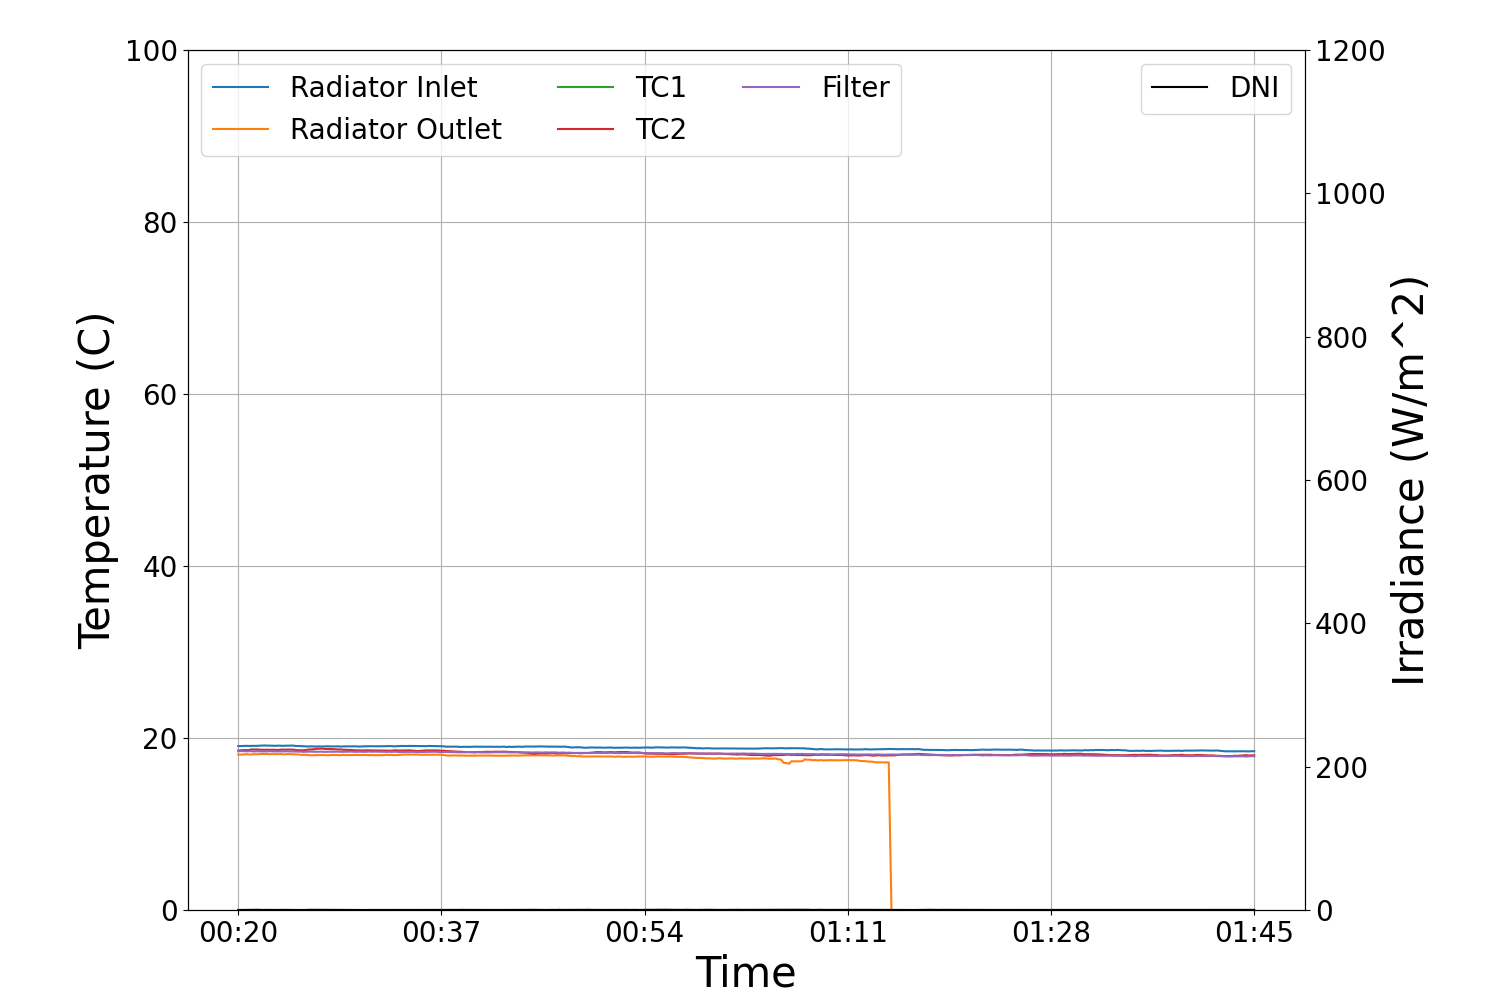 100
80
60
40
20
0
Temperature (C)
Radiator Inlet
Radiator Outlet
TC1
TC2
Filter
DNI
1200
1000
800
600
400
200
0
Irradiance (W/m^2)
00:20 00:37 00:54 01:11 01:28 01:45
Time